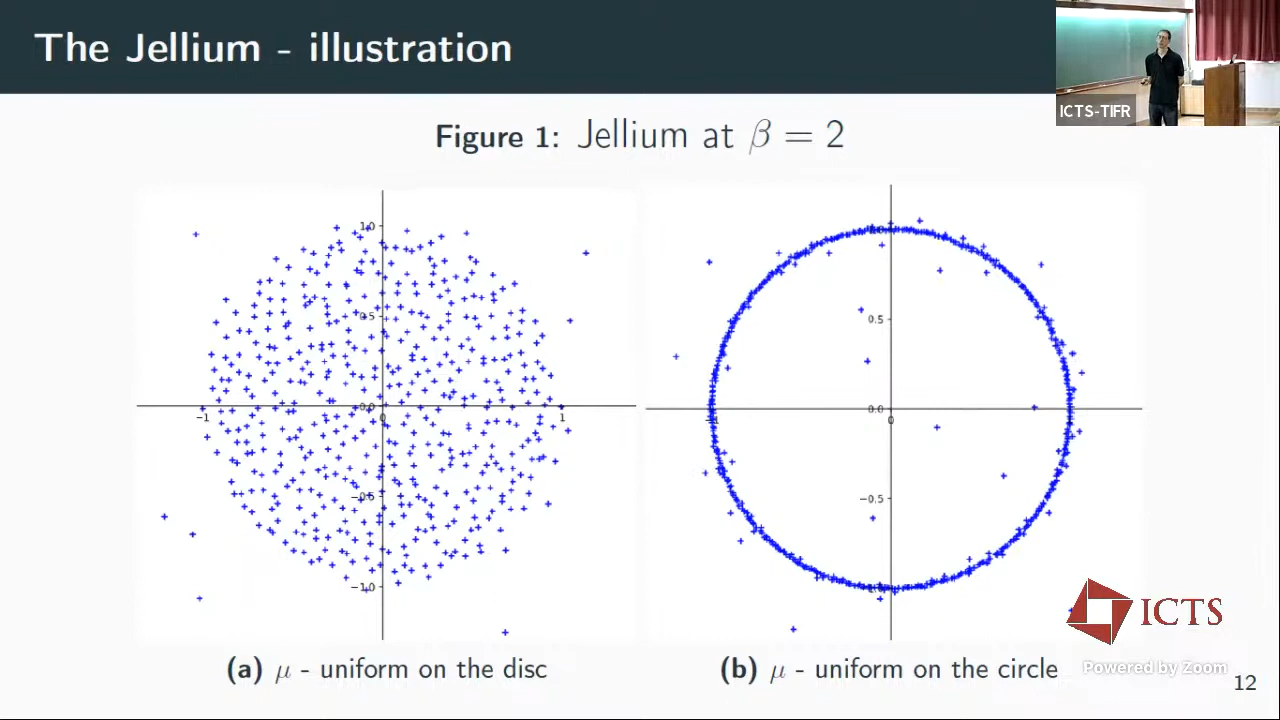 The Jellium - illustration
ICTS-TIFR
Figure 1: Jellium at β = 2
1.0
0.5
0.0
−1
0
1
−0.5
−1.0
0.5
0.0
0
−0.5
(a) μ - uniform on the disc
(b) μ - uniform on the circle
ICTS
Powered by Zoom
12